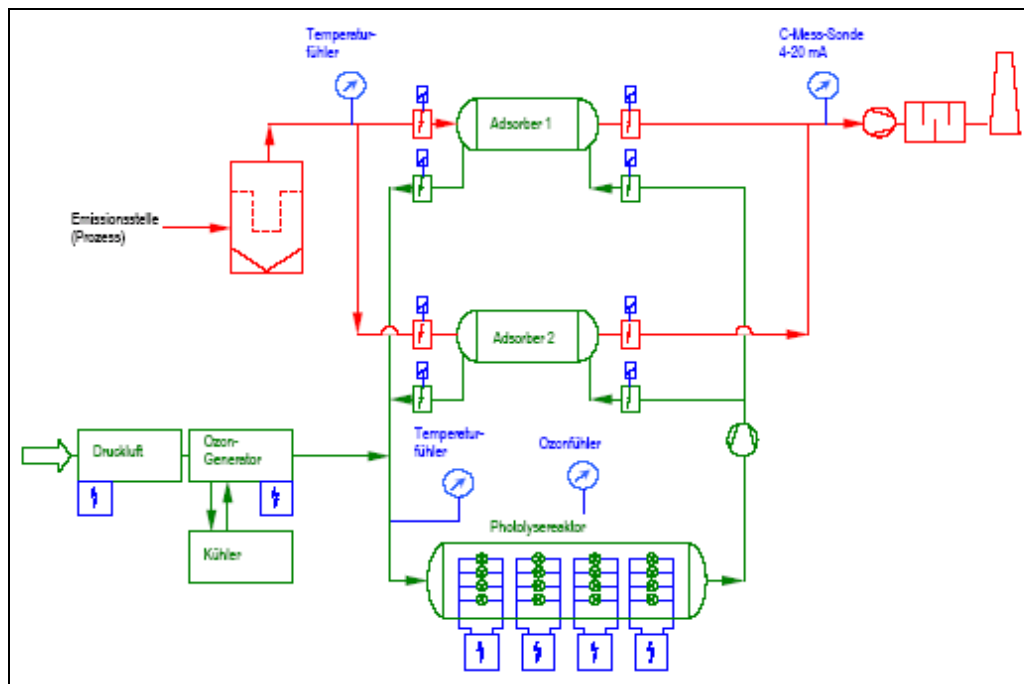 Temperatur-
fühler
C-Mess-Sonde
4-20 mA
Adsorber 1
Emissionsstelle
(Prozess)
Adsorber 2
Temperatur-
fühler
Ozonfühler
Druckluft
Ozon-
Generator
Photolysereaktor
Kühler